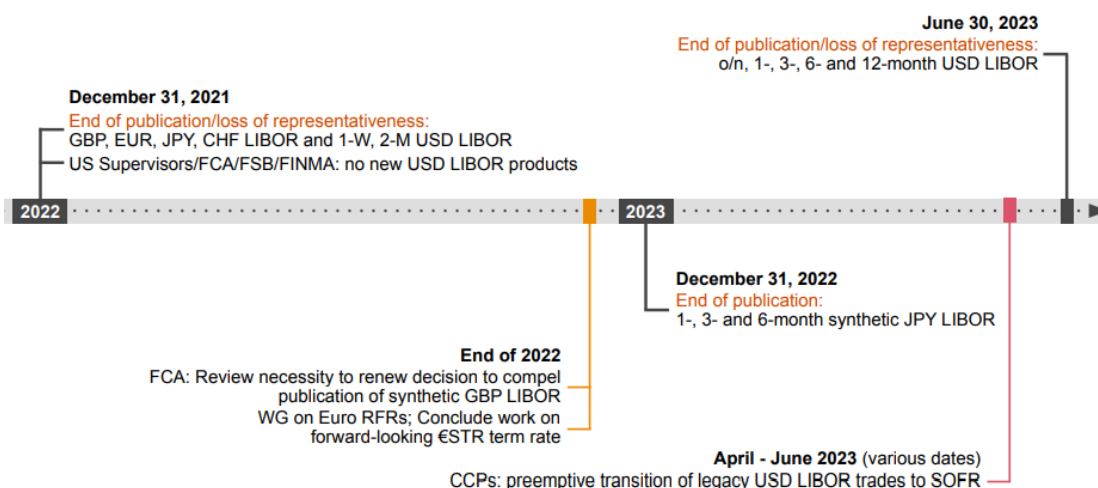 June 30, 2023
End of publication/loss of representativeness:
o/n, 1-, 3-, 6- and 12-month USD LIBOR
December 31, 2021
End of publication/loss of representativeness:
GBP, EUR, JPY, CHF LIBOR and 1-W, 2-M USD LIBOR
US Supervisors/FCA/FSB/FINMA: no new USD LIBOR products
2022
2023
December 31, 2022
End of publication:
1-, 3- and 6-month synthetic JPY LIBOR
End of 2022
FCA: Review necessity to renew decision to compel
publication of synthetic GBP LIBOR
WG on Euro RFRs; Conclude work on
forward-looking €STR term rate
April - June 2023 (various dates)
CCPs: preemptive transition of legacy USD LIBOR trades to SOFR